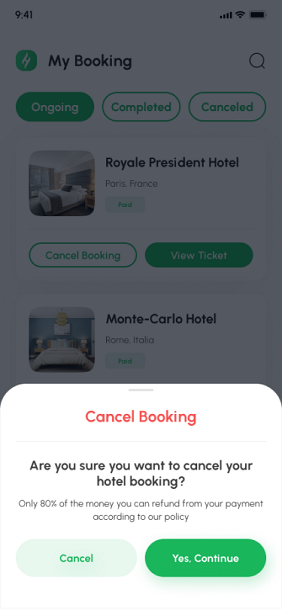 9:41
My Booking
Ongoing
Completed
Canceled
Royale President Hotel
Paris, France
Paid
Cancel Booking
View Ticket
Monte-Carlo Hotel
Rome, Italia
Paid
Cancel Booking
Are you sure you want to cancel your
hotel booking?
Only 80% of the money you can refund from your payment
according to our policy
Cancel
Yes, Continue